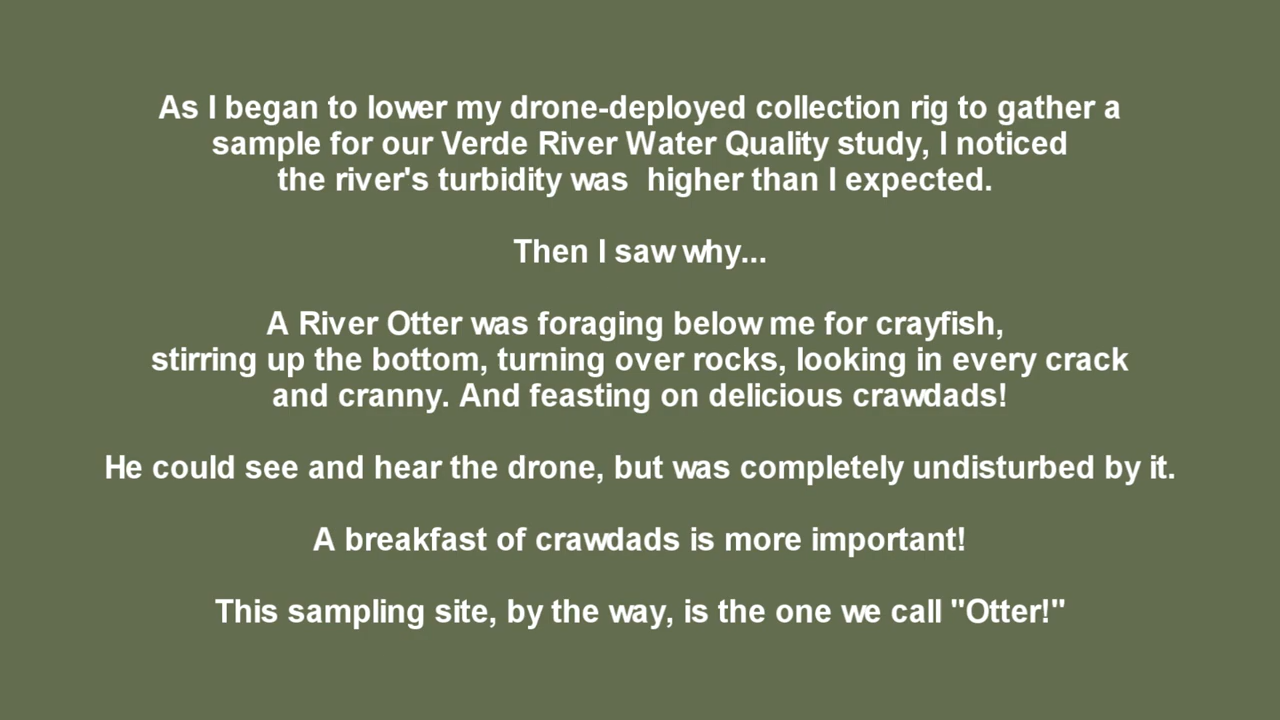 As I began to lower my drone-deployed collection rig to gather a
sample for our Verde River Water Quality study, I noticed
the river's turbidity was  higher than I expected.
Then I saw why...
A River Otter was foraging below me for crayfish,
stirring up the bottom, turning over rocks, looking in every crack
and cranny. And feasting on delicious crawdads!
He could see and hear the drone, but was completely undisturbed by it.
A breakfast of crawdads is more important!
This sampling site, by the way, is the one we call "Otter!"